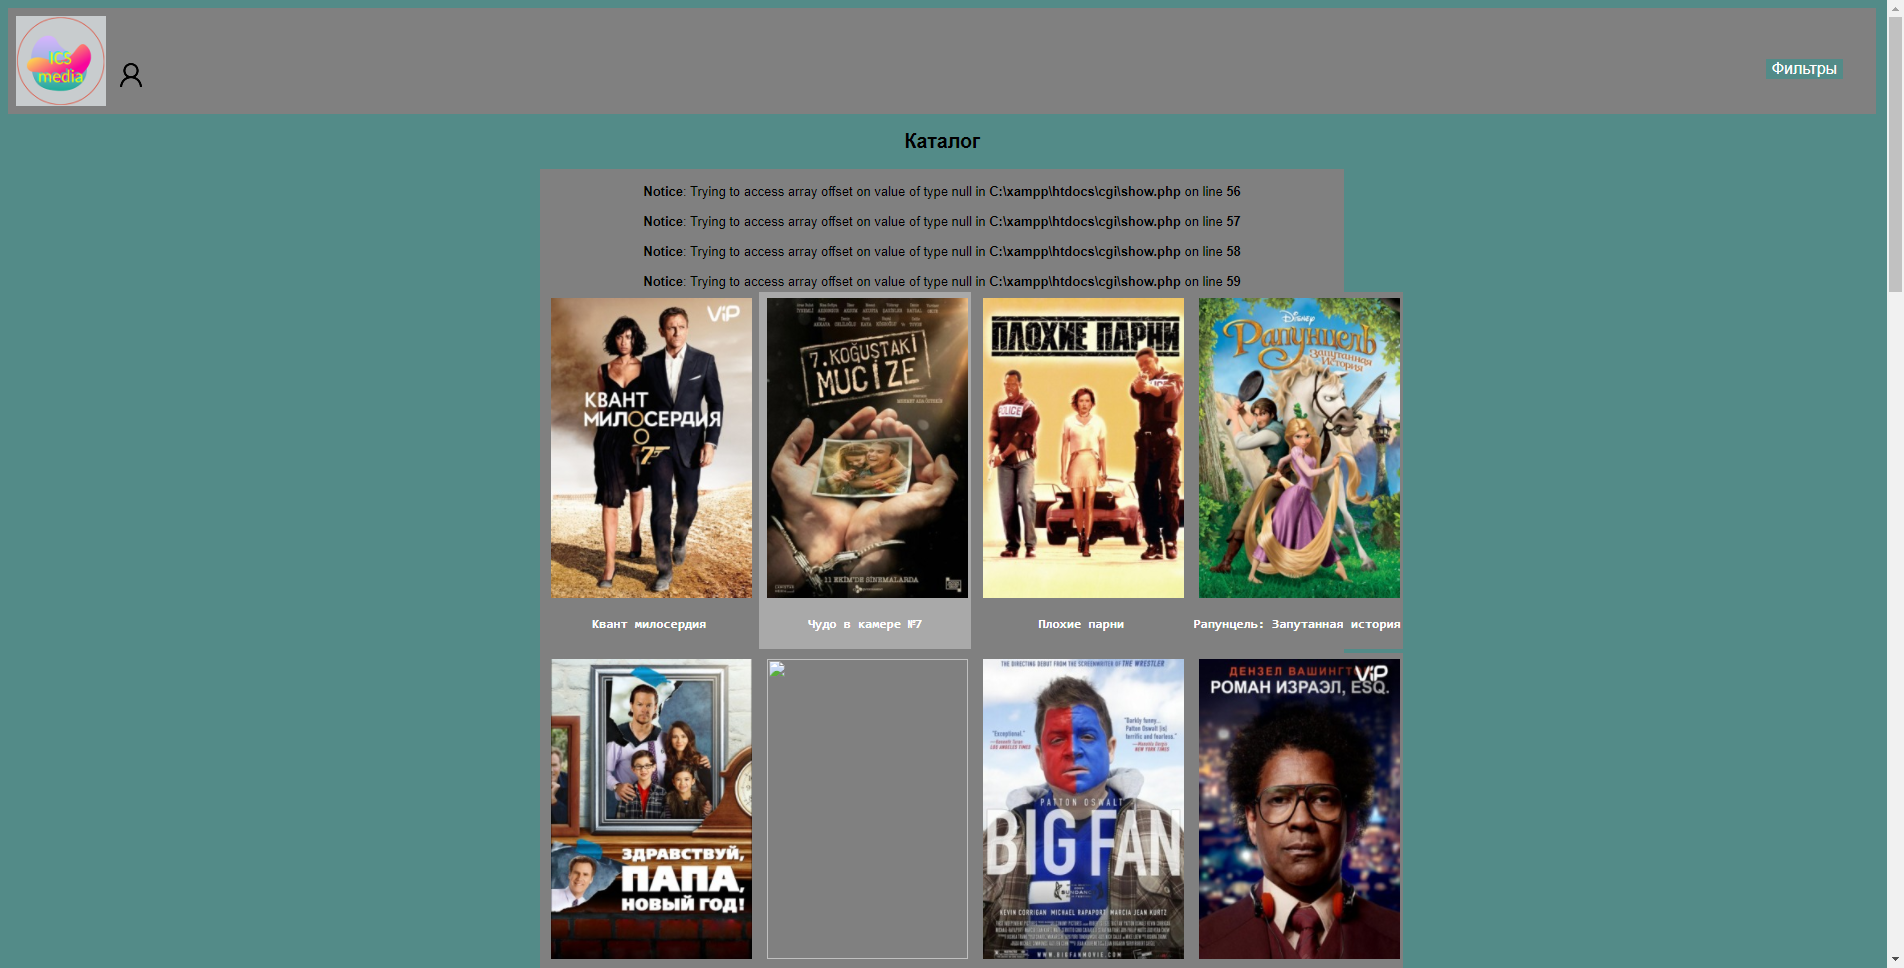 ICS
media
Фильтры
Каталог
Notice: Trying to access array offset on value of type null in C:\xampp\htdocs\cgi\show.php on line 56
Notice: Trying to access array offset on value of type null in C:\xampp\htdocs\cgi\show.php on line 57
Notice: Trying to access array offset on value of type null in C:\xampp\htdocs\cgi\show.php on line 58
Notice: Trying to access array offset on value of type null in C:\xampp\htdocs\cgi\show.php on line 59
ViP
КВАНТ
МИЛОСЕРДИЯ
007
7. KOĞUŞTAKİ
MUCİZE
11 EKİM'DE SİNEMALARDA
ПЛОХИЕ ПАРНИ
POLICE
Disney
Рапунцель
Запутанная
История
Квант милосердия
Чудо в камере №7
Плохие парни
Рапунцель: Запутанная история
ЗДРАВСТВУЙ,
ПАПА,
НОВЫЙ ГОД!
THE DIRECTING DEBUT FROM THE SCREENWRITER OF THE WRESTLER
PATTON OSWALT
BIG FAN
KEVIN CORRIGAN MICHAEL RAPAPORT MARCIA JEAN KURTZ
WWW.BIGFANMOVIE.COM
ДЕНЗЕЛ ВАШИНГТ
ViP
РОМАН ИЗРАЭЛ, ESQ.